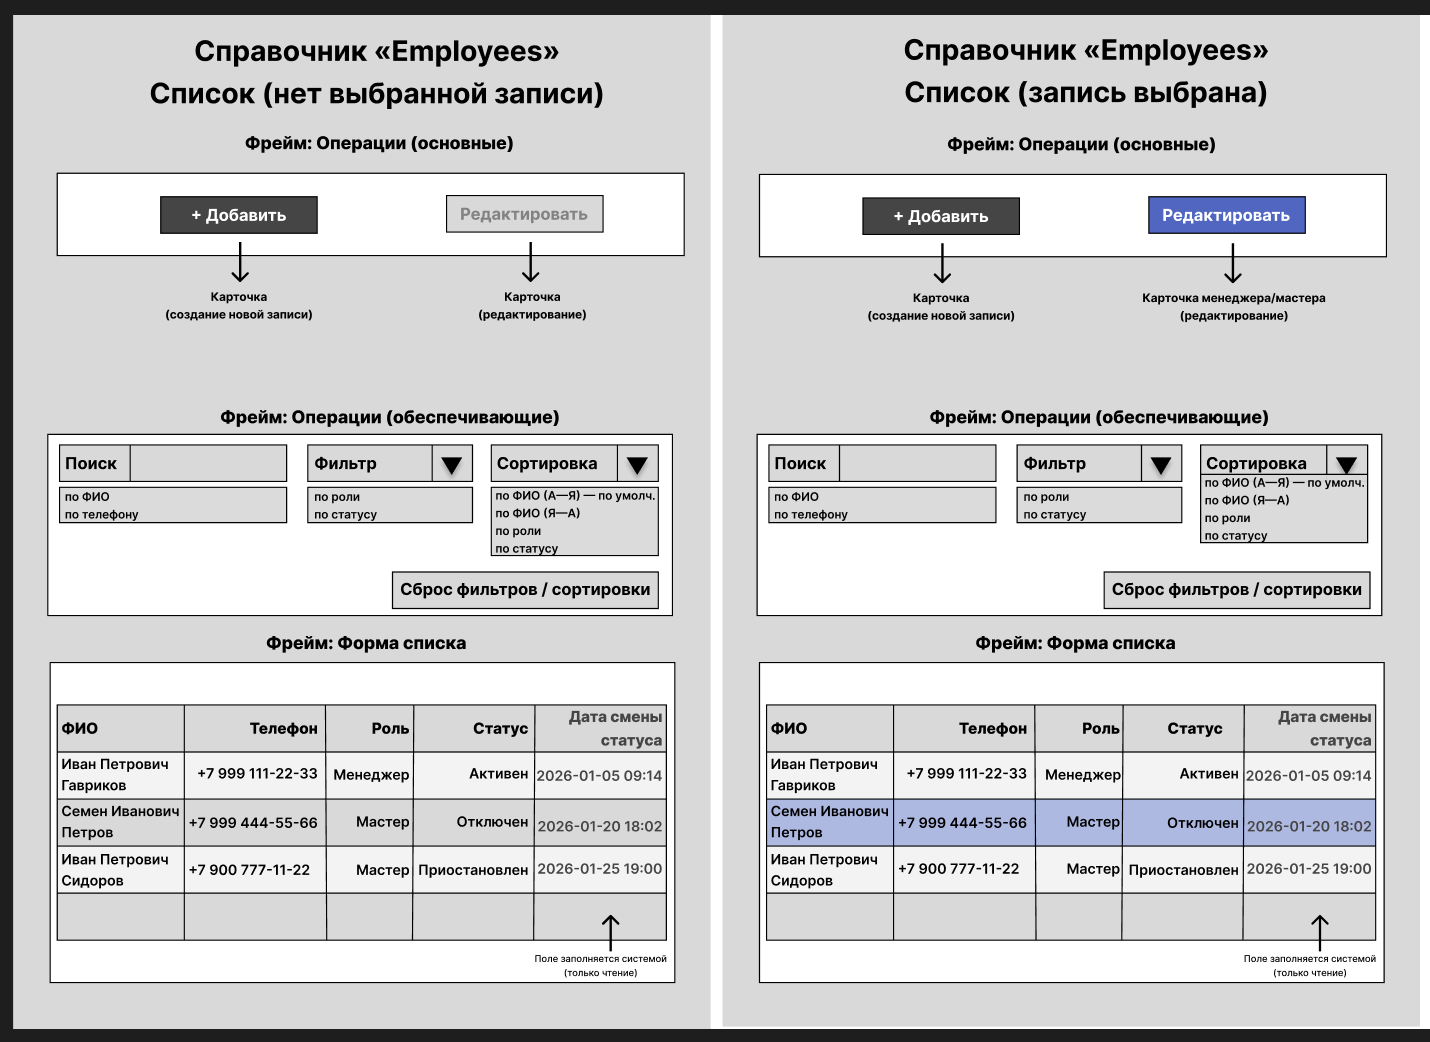 Справочник «Employees»
Список (нет выбранной записи)
Фрейм: Операции (основные)
+ Добавить
Редактировать
Карточка
(создание новой записи)
Карточка
(редактирование)
Фрейм: Операции (обеспечивающие)
Поиск
Фильтр
Сортировка
по ФИО
по телефону
по роли
по статусу
по ФИО (А—Я) — по умолч.
по ФИО (Я—А)
по роли
по статусу
Сброс фильтров / сортировки
Фрейм: Форма списка
ФИО
Телефон
Роль
Статус
Дата смены
статуса
Иван Петрович
Гавриков
+7 999 111-22-33
Менеджер
Активен
2026-01-05 09:14
Семен Иванович
Петров
+7 999 444-55-66
Мастер
Отключен
2026-01-20 18:02
Иван Петрович
Сидоров
+7 900 777-11-22
Мастер
Приостановлен
2026-01-25 19:00
Поле заполняется системой
(только чтение)
Справочник «Employees»
Список (запись выбрана)
Фрейм: Операции (основные)
+ Добавить
Редактировать
Карточка
(создание новой записи)
Карточка менеджера/мастера
(редактирование)
Фрейм: Операции (обеспечивающие)
Поиск
Фильтр
Сортировка
по ФИО
по телефону
по роли
по статусу
по ФИО (А—Я) — по умолч.
по ФИО (Я—А)
по роли
по статусу
Сброс фильтров / сортировки
Фрейм: Форма списка
ФИО
Телефон
Роль
Статус
Дата смены
статуса
Иван Петрович
Гавриков
+7 999 111-22-33
Менеджер
Активен
2026-01-05 09:14
Семен Иванович
Петров
+7 999 444-55-66
Мастер
Отключен
2026-01-20 18:02
Иван Петрович
Сидоров
+7 900 777-11-22
Мастер
Приостановлен
2026-01-25 19:00
Поле заполняется системой
(только чтение)